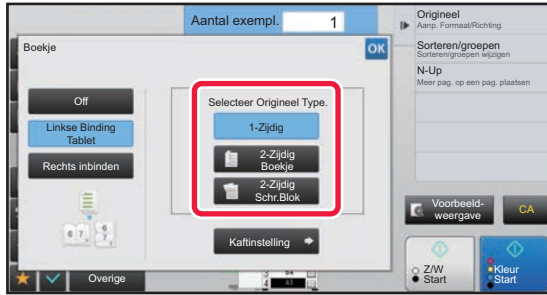 Aantal exempl. 1
Origineel
Aanp. Formaat/Richting.
Sorteren/groepen
Sorteren/groepen wijzigen
N-Up
Meer pag. op een pag. plaatsen
Boekje
OK
Off
Linkse Binding
Tablet
Rechts inbinden
Selecteer Origineel Type.
1-Zijdig
2-Zijdig
Boekje
2-Zijdig
Schr.Blok
Kaftinstelling
Voorbeeld-
weergave
CA
Overige
Z/W
Start
Kleur
Start